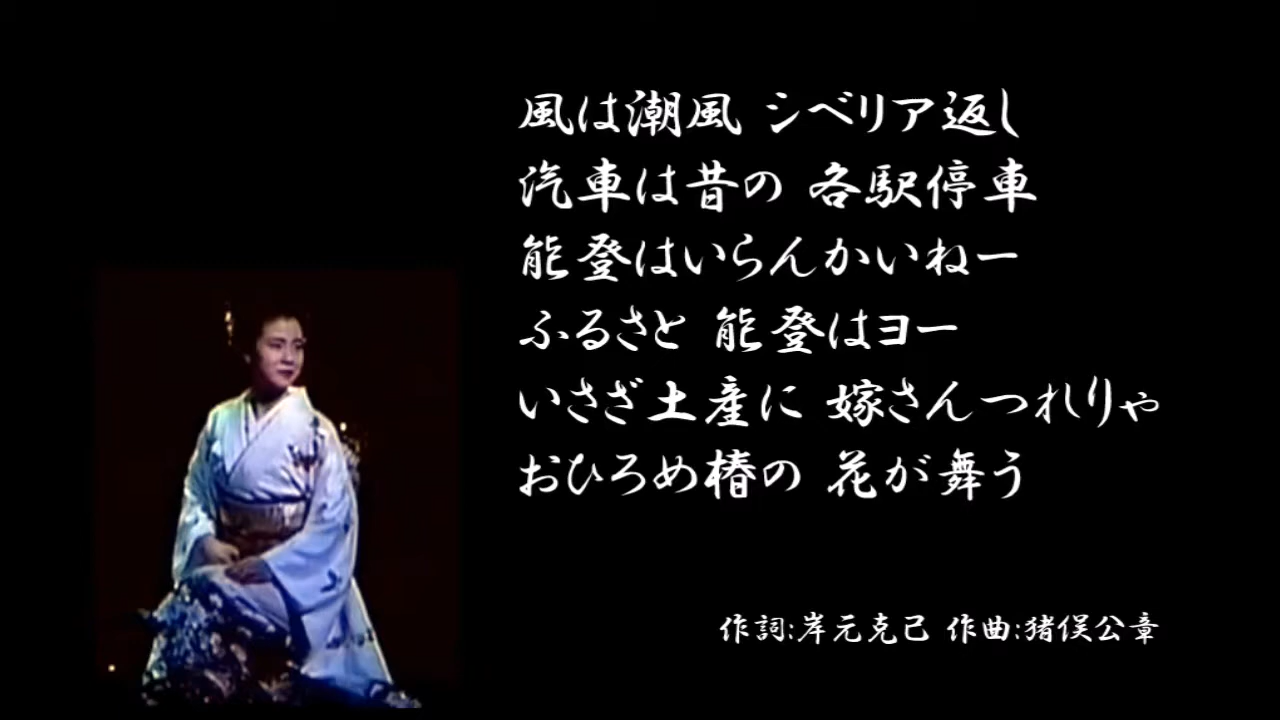 風は潮風 シベリア返し
汽車は昔の 各駅停車
能登はいらんかいねー
ふるさと 能登はヨー
いさざ土産に 嫁さんつれりゃ
おひろめ椿の 花が舞う
作詞:岸元克己 作曲:猪俣公章